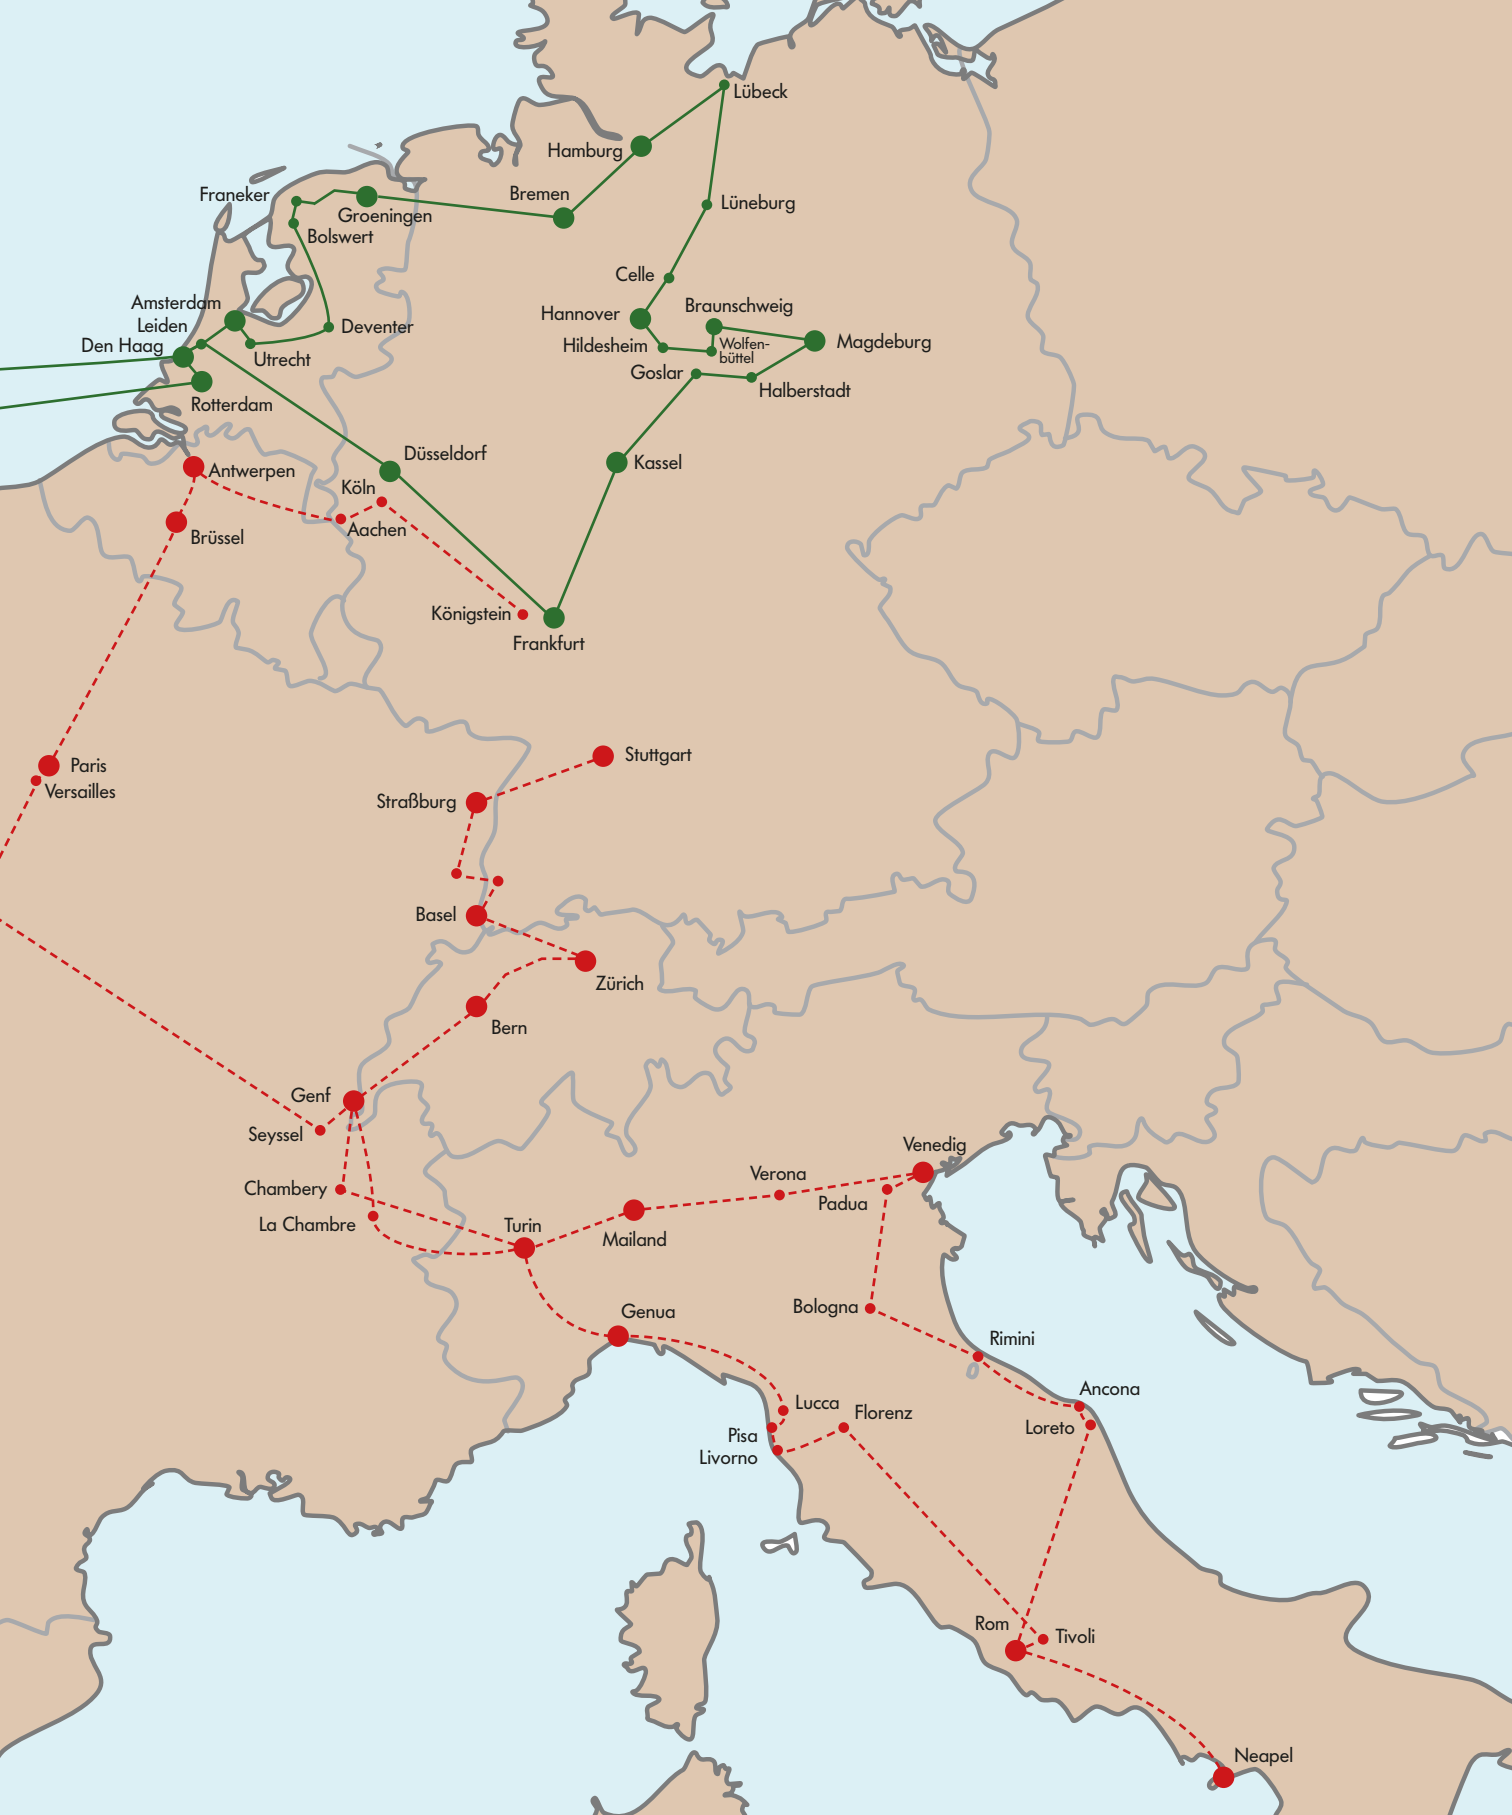 Lübeck
Hamburg
Bremen
Franeker
Groeningen
Bolswert
Lüneburg
Celle
Amsterdam
Leiden
Den Haag
Utrecht
Deventer
Rotterdam
Hannover
Braunschweig
Hildesheim
Wolfen-
büttel
Magdeburg
Goslar
Halberstadt
Düsseldorf
Kassel
Antwerpen
Köln
Aachen
Brüssel
Königstein
Frankfurt
Paris
Versailles
Stuttgart
Straßburg
Basel
Zürich
Bern
Genf
Seyssel
Chambery
La Chambre
Turin
Mailand
Verona
Venedig
Padua
Genua
Bologna
Rimini
Ancona
Loreto
Lucca
Florenz
Pisa
Livorno
Rom
Tivoli
Neapel